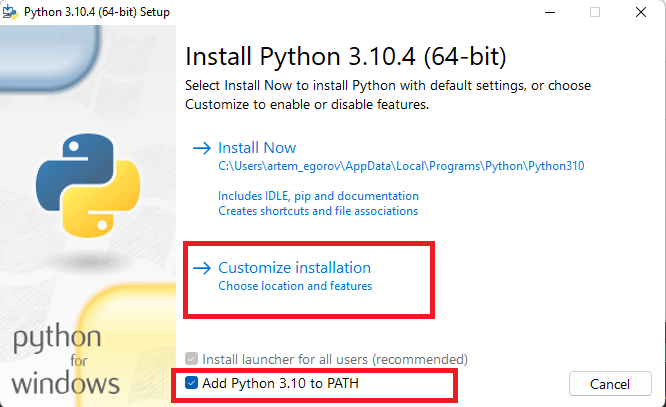 Python 3.10.4 (64-bit) Setup
Install Python 3.10.4 (64-bit)
Select Install Now to install Python with default settings, or choose
Customize to enable or disable features.
Install Now
C:\Users\artem_egorov\AppData\Local\Programs\Python\Python310
Includes IDLE, pip and documentation
Creates shortcuts and file associations
Customize installation
Choose location and features
python
for
windows
Install launcher for all users (recommended)
Add Python 3.10 to PATH
Cancel